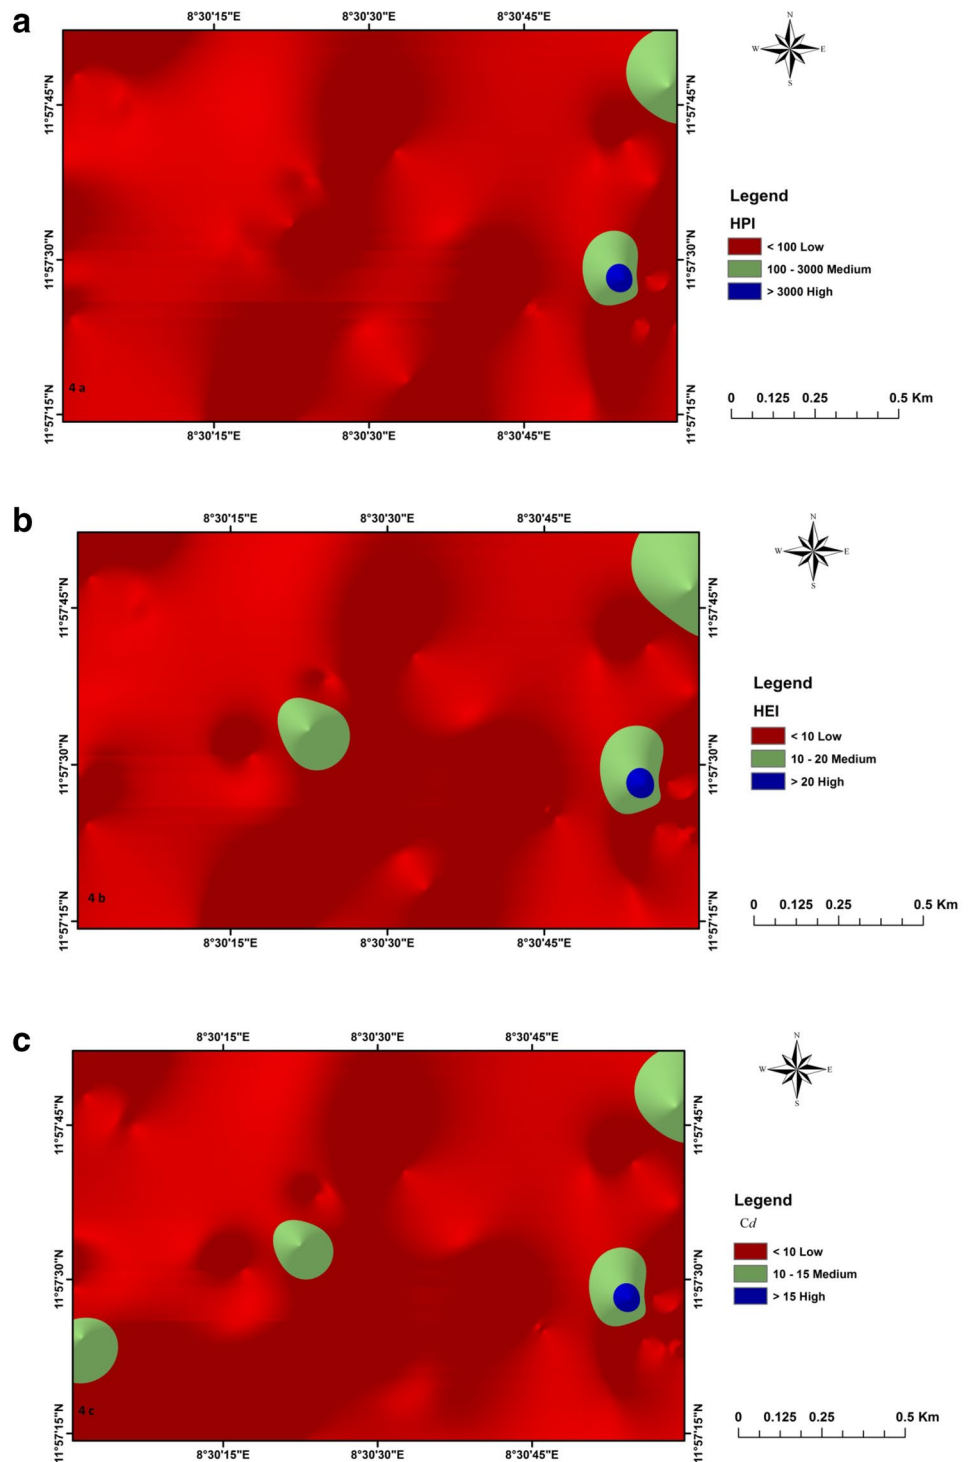 a
8°30'15"E 8°30'30"E 8°30'45"E
N
W E
S
11°57'45"N 11°57'45"N
11°57'30"N 11°57'30"N
11°57'15"N 11°57'15"N
Legend
HPI
< 100 Low
100 - 3000 Medium
> 3000 High
4 a
0 0.125 0.25 0.5 Km
8°30'15"E 8°30'30"E 8°30'45"E
b
8°30'15"E 8°30'30"E 8°30'45"E
N
W E
S
11°57'45"N 11°57'45"N
11°57'30"N 11°57'30"N
11°57'15"N 11°57'15"N
Legend
HEI
< 10 Low
10 - 20 Medium
> 20 High
4 b
0 0.125 0.25 0.5 Km
8°30'15"E 8°30'30"E 8°30'45"E
c
8°30'15"E 8°30'30"E 8°30'45"E
N
W E
S
11°57'45"N 11°57'45"N
11°57'30"N 11°57'30"N
11°57'15"N 11°57'15"N
Legend
Cd
< 10 Low
10 - 15 Medium
> 15 High
4 c
0 0.125 0.25 0.5 Km
8°30'15"E 8°30'30"E 8°30'45"E